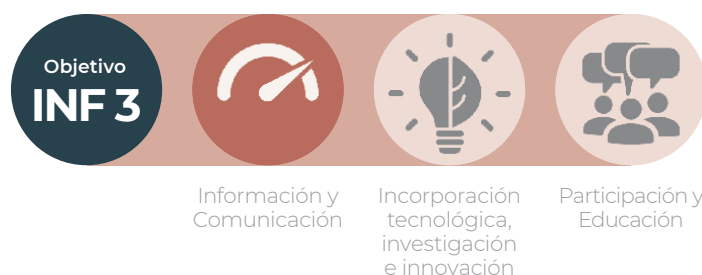 Objetivo
INF 3
Información y
Comunicación
Incorporación
tecnológica,
investigación
e innovación
Participación y
Educación